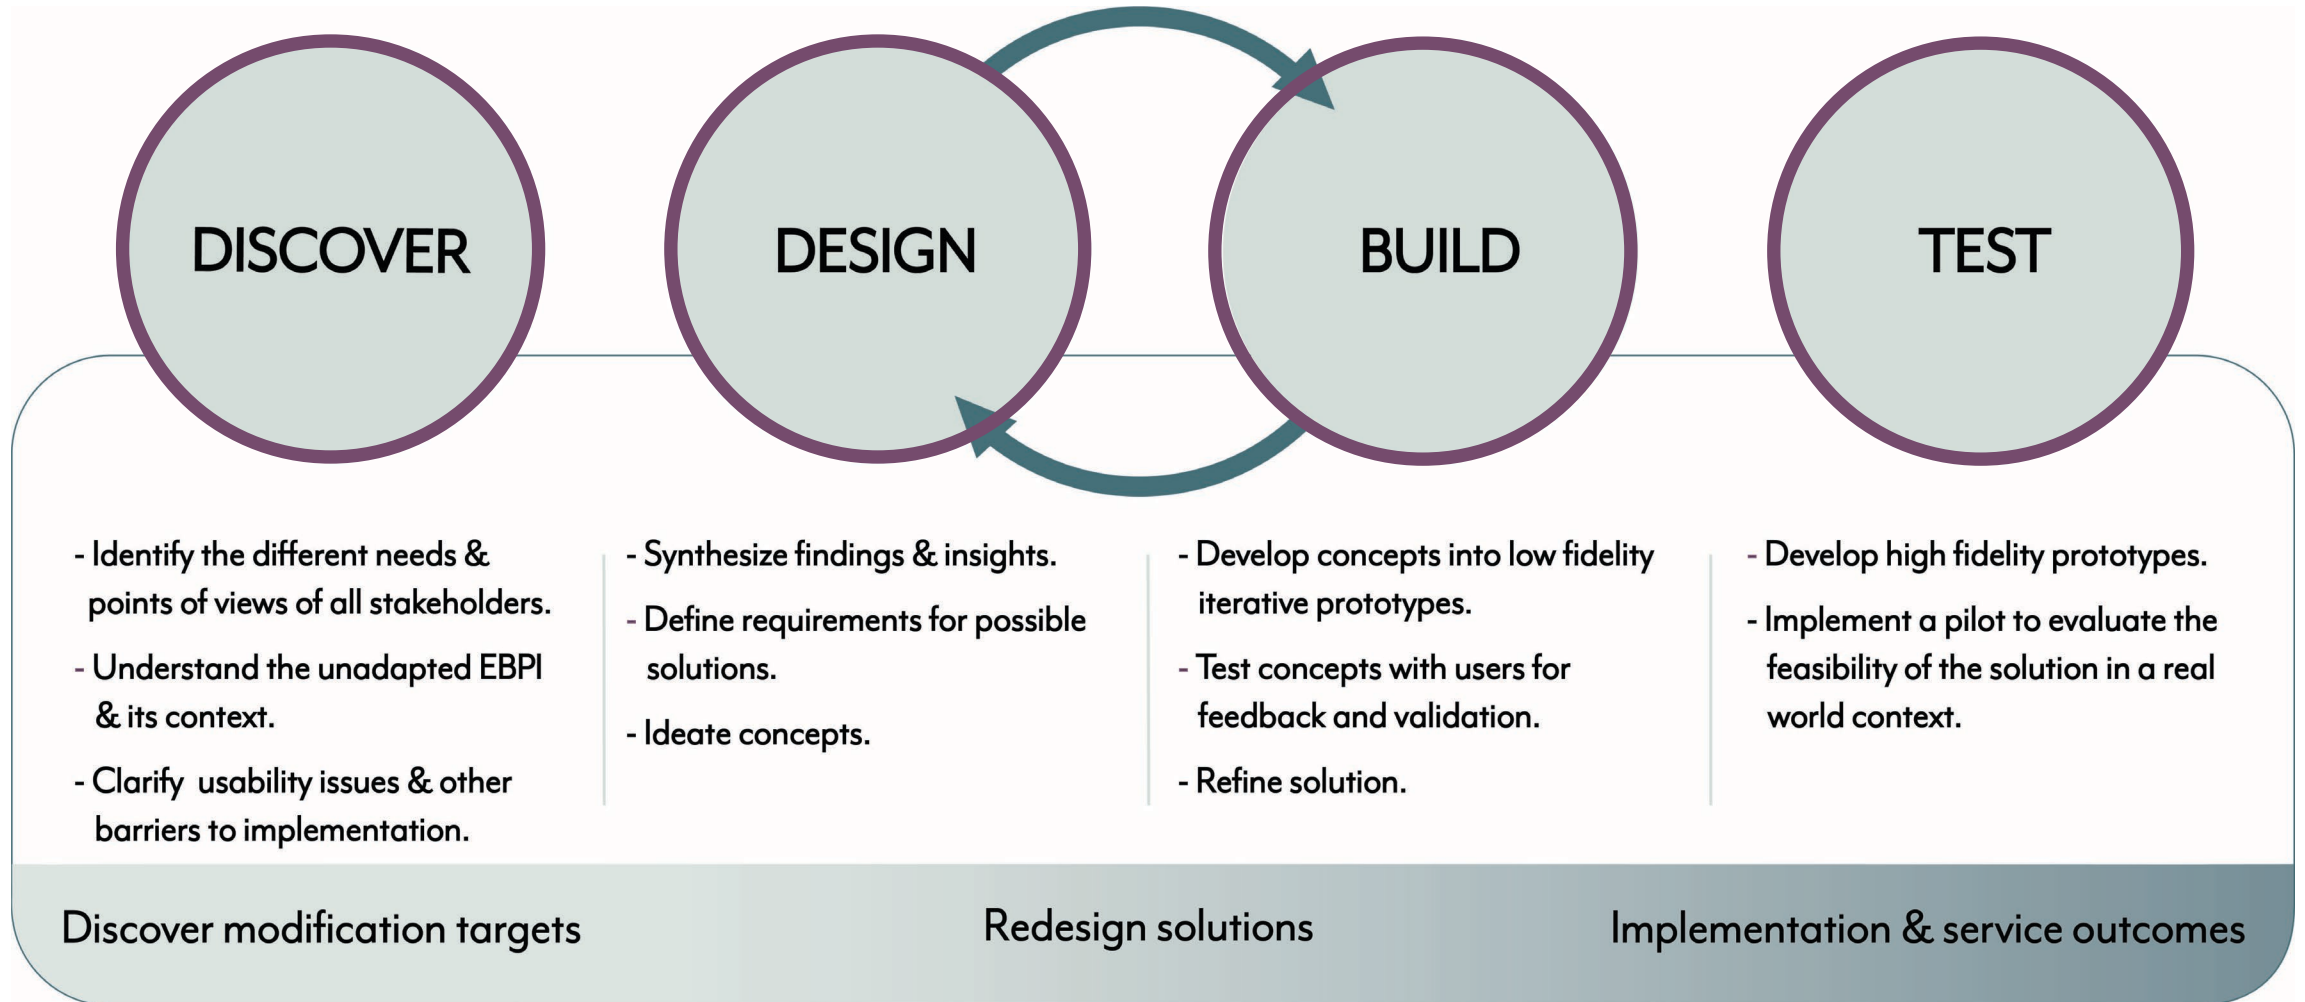 DISCOVER
DESIGN
BUILD
TEST
- Identify the different needs &
points of views of all stakeholders.
- Understand the unadapted EBPI
& its context.
- Clarify usability issues & other
barriers to implementation.
- Synthesize findings & insights.
- Define requirements for possible
solutions.
- Ideate concepts.
- Develop concepts into low fidelity
iterative prototypes.
- Test concepts with users for
feedback and validation.
- Refine solution.
- Develop high fidelity prototypes.
- Implement a pilot to evaluate the
feasibility of the solution in a real
world context.
Discover modification targets
Redesign solutions
Implementation & service outcomes